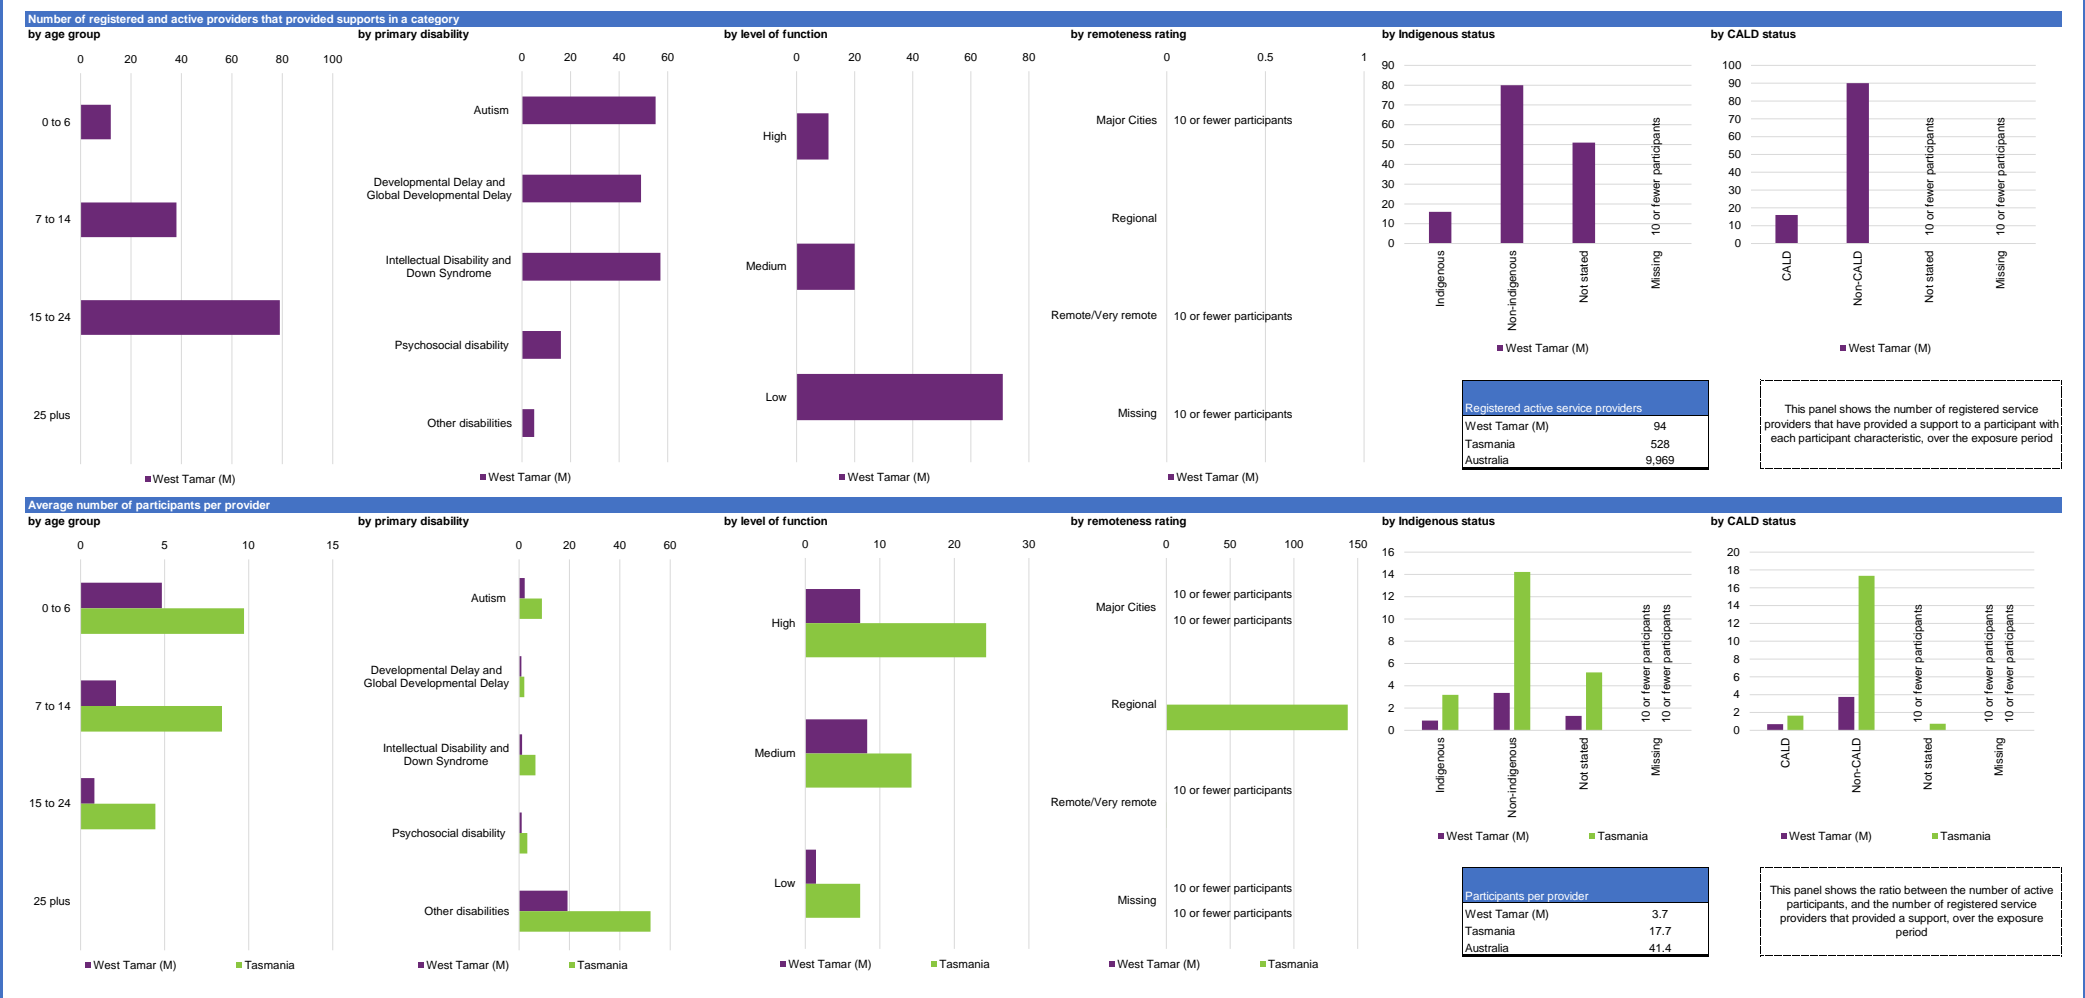 Number of registered and active providers that provided supports in a category
by age group
0 20 40 60 80 100
0 to 6
7 to 14
15 to 24
25 plus
West Tamar (M)
by primary disability
0 20 40 60
Autism
Developmental Delay and
Global Developmental Delay
Intellectual Disability and
Down Syndrome
Psychosocial disability
Other disabilities
West Tamar (M)
by level of function
0 20 40 60 80
High
Medium
Low
West Tamar (M)
by remoteness rating
0 0.5 1
Major Cities 10 or fewer participants
Regional
Remote/Very remote 10 or fewer participants
Missing 10 or fewer participants
West Tamar (M)
by Indigenous status
90
80
70
60
50
40
30
20
10
0
10 or fewer participants
Indigenous
Non-indigenous
Not stated
Missing
West Tamar (M)
by CALD status
100
90
80
70
60
50
40
30
20
10
0
10 or fewer participants
10 or fewer participants
CALD
Non-CALD
Not stated
Missing
West Tamar (M)
Registered active service providers
West Tamar (M) 94
Tasmania 528
Australia 9,969
This panel shows the number of registered service
providers that have provided a support to a participant with
each participant characteristic, over the exposure period
Average number of participants per provider
by age group
0 5 10 15
0 to 6
7 to 14
15 to 24
25 plus
West Tamar (M) Tasmania
by primary disability
0 20 40 60
Autism
Developmental Delay and
Global Developmental Delay
Intellectual Disability and
Down Syndrome
Psychosocial disability
Other disabilities
West Tamar (M) Tasmania
by level of function
0 10 20 30
High
Medium
Low
West Tamar (M) Tasmania
by remoteness rating
0 50 100 150
10 or fewer participants
Major Cities
10 or fewer participants
Regional
10 or fewer participants
Remote/Very remote
10 or fewer participants
Missing
10 or fewer participants
West Tamar (M) Tasmania
by Indigenous status
16
14
12
10
8
6
4
2
0
10 or fewer participants
10 or fewer participants
Indigenous
Non-indigenous
Not stated
Missing
West Tamar (M) Tasmania
by CALD status
20
18
16
14
12
10
8
6
4
2
0
10 or fewer participants
10 or fewer participants
10 or fewer participants
CALD
Non-CALD
Not stated
Missing
West Tamar (M) Tasmania
Participants per provider
West Tamar (M) 3.7
Tasmania 17.7
Australia 41.4
This panel shows the ratio between the number of active
participants, and the number of registered service
providers that provided a support, over the exposure
period